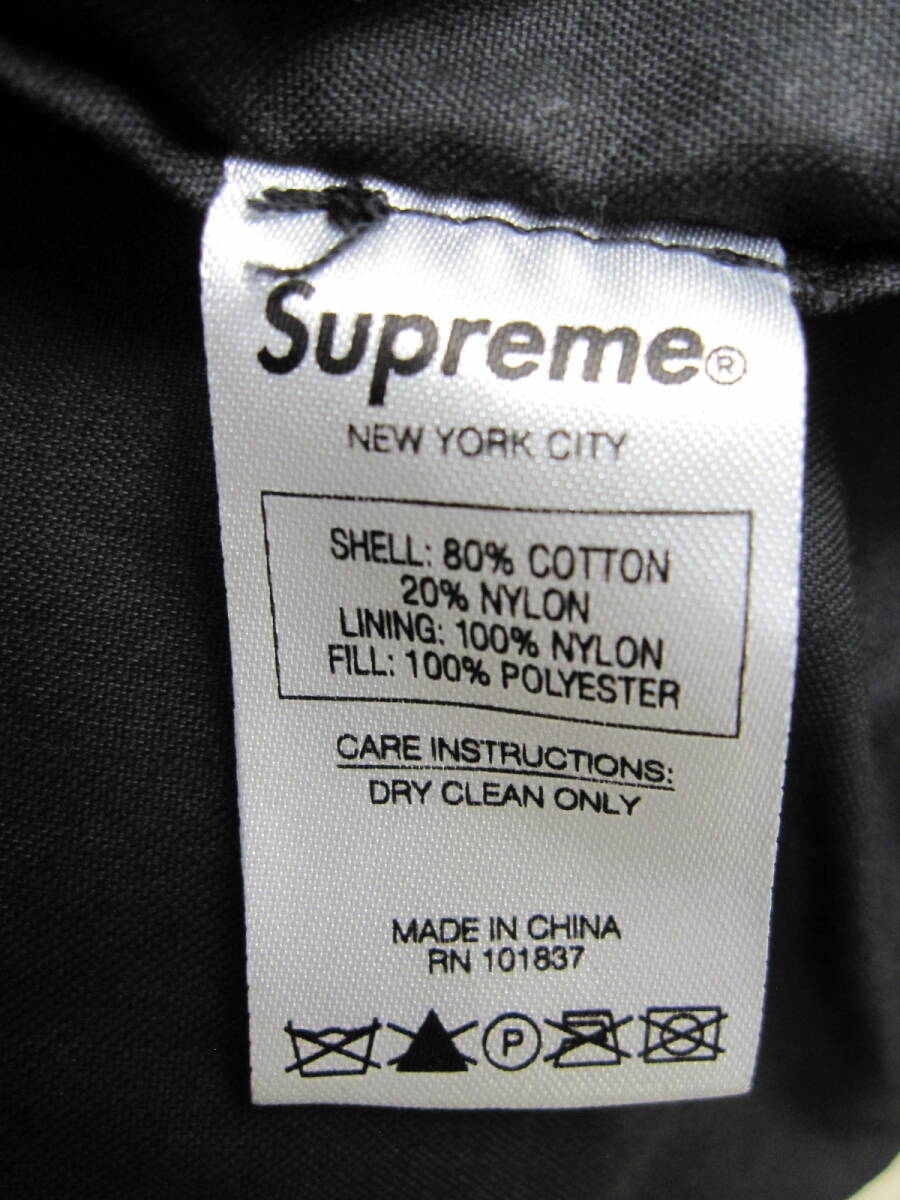 Supreme®
NEW YORK CITY
SHELL: 80% COTTON
20% NYLON
LINING: 100% NYLON
FILL: 100% POLYESTER
CARE INSTRUCTIONS:
DRY CLEAN ONLY
MADE IN CHINA
RN 101837
P